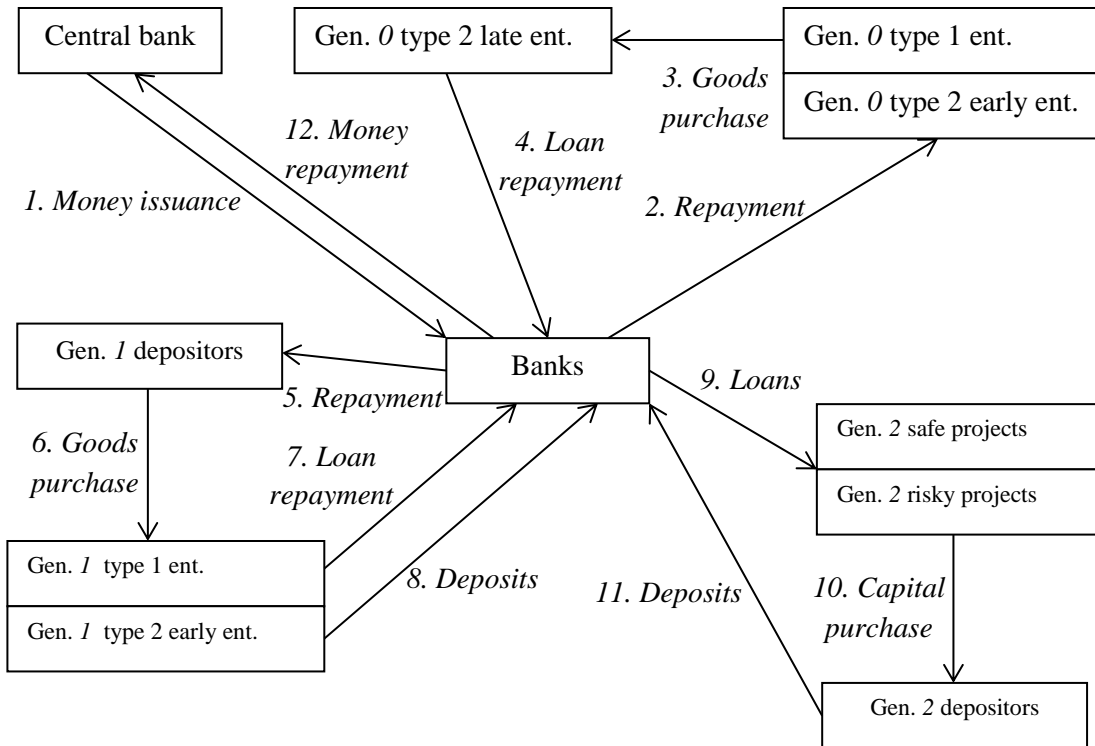 Central bank
Gen. 0 type 2 late ent.
Gen. 0 type 1 ent.
Gen. 0 type 2 early ent.
3. Goods
purchase
12. Money
repayment
4. Loan
repayment
1. Money issuance
2. Repayment
Gen. 1 depositors
Banks
5. Repayment
9. Loans
6. Goods
purchase
7. Loan
repayment
Gen. 2 safe projects
Gen. 2 risky projects
Gen. 1 type 1 ent.
Gen. 1 type 2 early ent.
8. Deposits
11. Deposits
10. Capital
purchase
Gen. 2 depositors